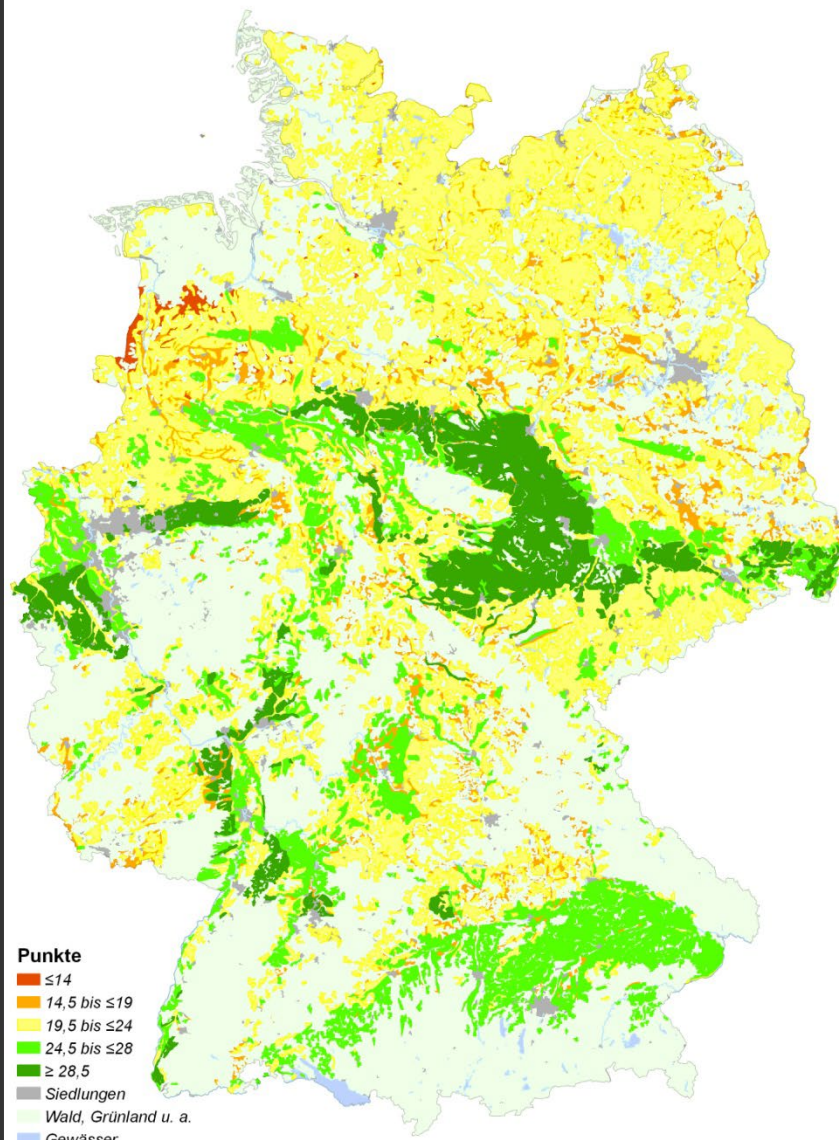 Punkte
≤14
14,5 bis ≤19
19,5 bis ≤24
24,5 bis ≤28
≥ 28,5
Siedlungen
Wald, Grünland u. a.
Gewässer